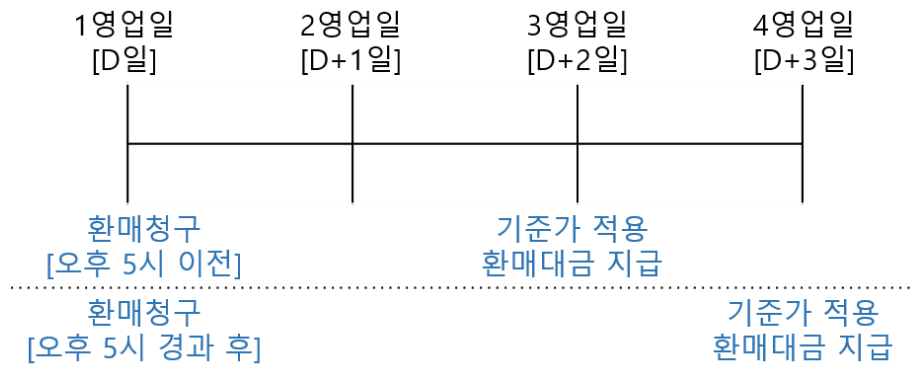 1영업일 2영업일 3영업일 4영업일
[D일] [D+1일] [D+2일] [D+3일]
환매청구 기준가 적용
[오후 5시 이전] 환매대금 지급
환매청구 기준가 적용
[오후 5시 경과 후] 환매대금 지급